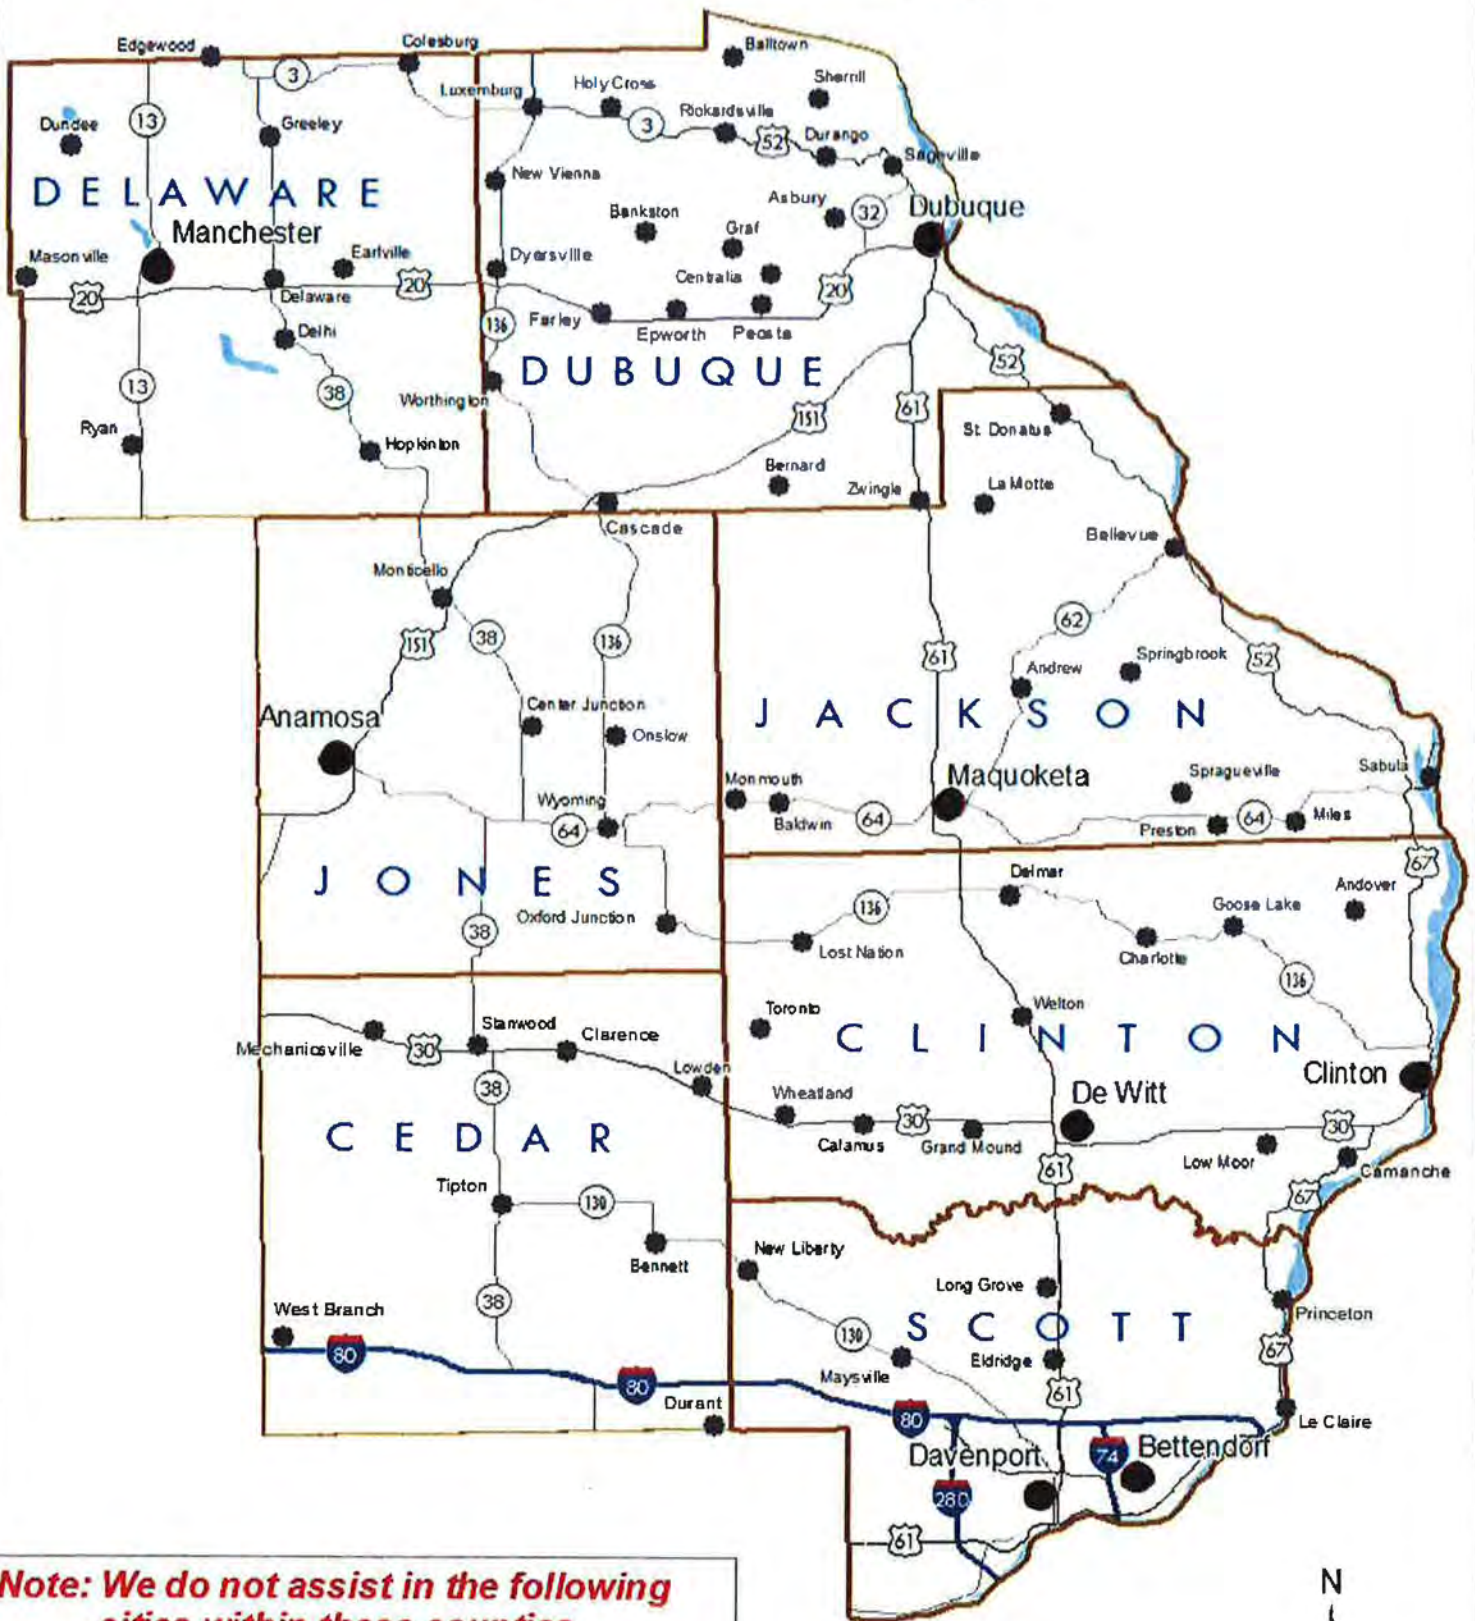 Edgewood
Colesburg
Balltown
3
Luxemburg
Holy Cross
Sherrill
13
Dundee
Greeley
3
Rickardsville
52
Durango
Sageville
New Vienna
DELAWARE
Asbury
32
Dubuque
Bankston
Graf
Manchester
Masonville
Earlville
Dyersville
Centralia
20
Delaware
20
20
136
Farley
Epworth
Peosta
Delhi
DUBUQUE
52
13
38
Worthington
151
61
Ryan
Hopkinton
St. Donatus
Bernard
Zwingle
La Motte
Cascade
Bellevue
Monticello
151
38
136
62
61
Springbrook
52
Andrew
Center Junction
Anamosa
Onslow
JACKSON
Monmouth
Maquoketa
Spragueville
Sabula
Wyoming
64
Baldwin
64
Preston
64
Miles
JONES
Delmar
67
Andover
Oxford Junction
38
136
Goose Lake
Lost Nation
Charlotte
136
Toronto
Welton
Mechanicsville
30
Stanwood
Clarence
CLINTON
Lowden
38
Clinton
Wheatland
De Witt
CEDAR
Calamus
30
Grand Mound
30
Low Moor
61
Camanche
Tipton
130
67
Bennett
New Liberty
Long Grove
38
West Branch
130
SCOTT
Princeton
80
Maysville
Eldridge
67
80
61
Durant
80
Le Claire
Davenport
74
Bettendorf
280
61
Note: We do not assist in the following
cities within these counties
N